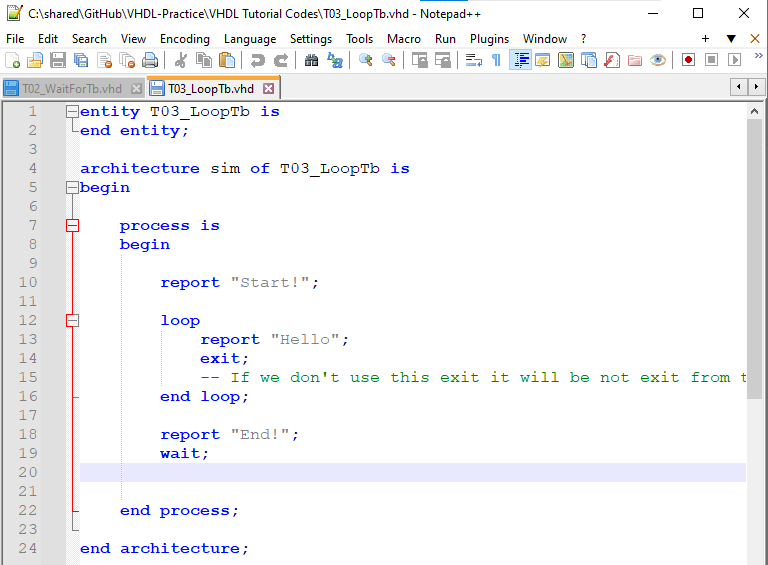 C:\shared\GitHub\VHDL-Practice\VHDL Tutorial Codes\T03_LoopTb.vhd - Notepad++
File Edit Search View Encoding Language Settings Tools Macro Run Plugins Window ? + ▼ X
T02_WaitForTb.vhd T03_LoopTb.vhd
1 entity T03_LoopTb is
2 end entity;
3
4 architecture sim of T03_LoopTb is
5 begin
6
7 process is
8 begin
9
10 report "Start!";
11
12 loop
13 report "Hello";
14 exit;
15 -- If we don't use this exit it will be not exit from t
16 end loop;
17
18 report "End!";
19 wait;
20
21
22 end process;
23
24 end architecture;